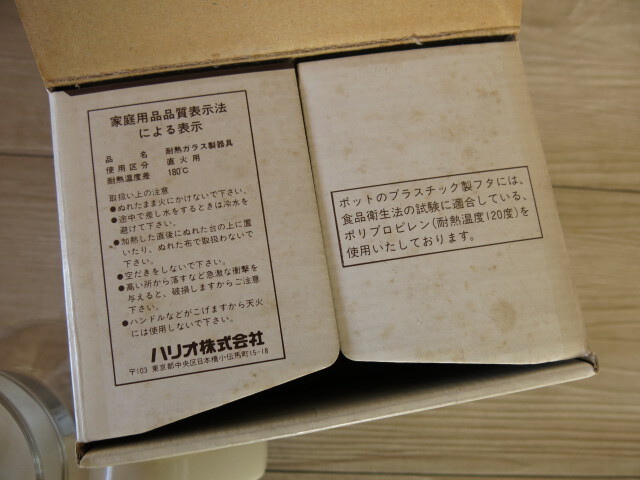 家庭用品品質表示法
による表示
品　　名　耐熱ガラス製器具
使用区分　直火用
耐熱温度差　180℃
取扱い上の注意
●ぬれたまま火にかけないで下さい。
●途中で差し水をするときは冷水を
避けて下さい。
●加熱した直後にぬれた台の上に置
いたり、ぬれた布で取扱わないで
下さい。
●空だきをしないで下さい。
●高い所から落すなど急激な衝撃を
与えると、破損しますからご注意
下さい。
●ハンドルなどがこげますから天火
には使用しないで下さい。
ハリオ株式会社
〒103 東京都中央区日本橋小伝馬町15-18
ポットのプラスチック製フタには、
食品衛生法の試験に適合している、
ポリプロピレン(耐熱温度120度)を
使用いたしております。